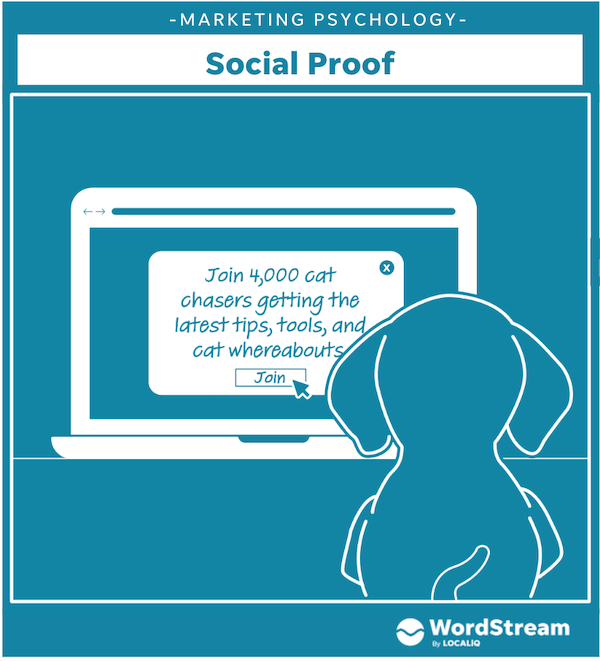 -MARKETING PSYCHOLOGY-
Social Proof
← →
X
Join 4,000 cat
chasers getting the
latest tips, tools, and
cat whereabouts
Join
WordStream
By LOCALiQ